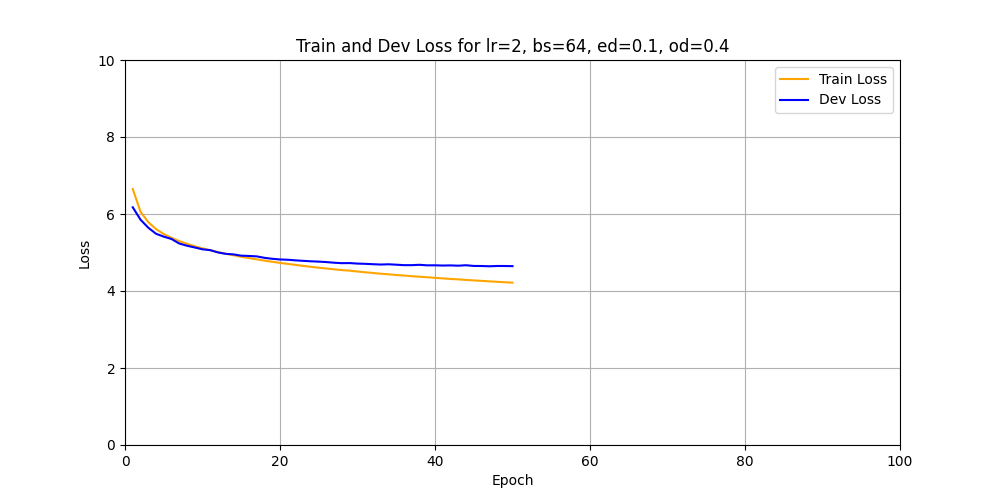 Train and Dev Loss for lr=2, bs=64, ed=0.1, od=0.4
10
8
6
4
2
0
Loss
Train Loss
Dev Loss
0 20 40 60 80 100
Epoch